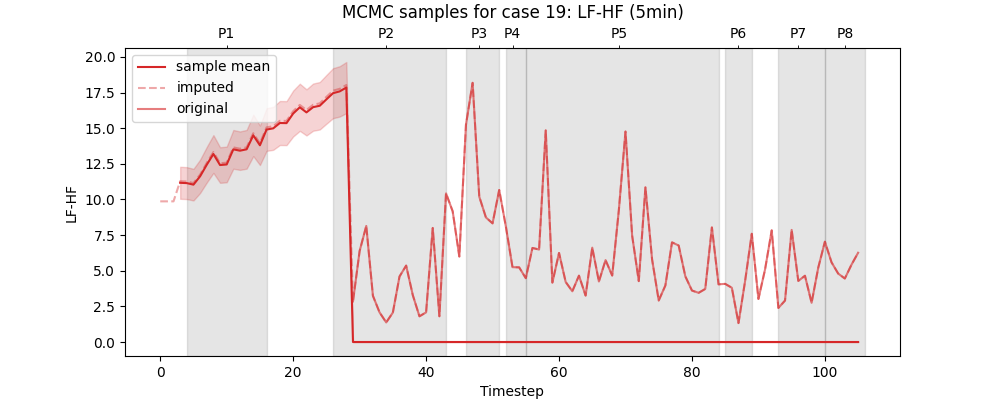 MCMC samples for case 19: LF-HF (5min)
P1 P2 P3 P4 P5 P6 P7 P8
sample mean
imputed
original
LF-HF
20.0
17.5
15.0
12.5
10.0
7.5
5.0
2.5
0.0
0 20 40 60 80 100
Timestep